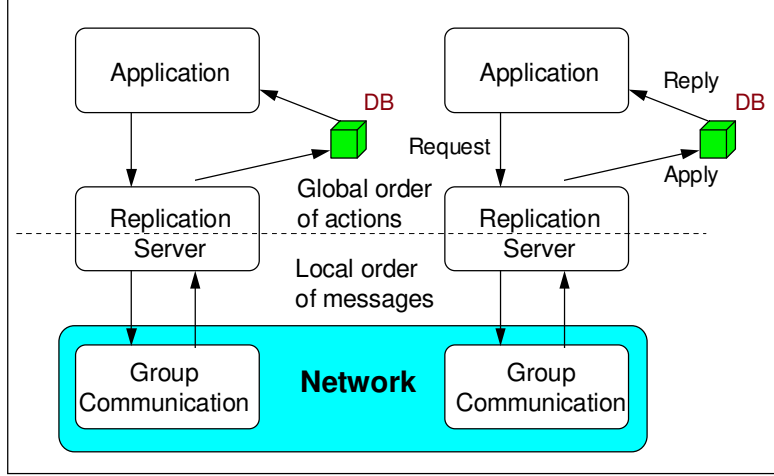 Application
Application
Reply
DB
DB
Request
Apply
Replication
Server
Global order
of actions
Replication
Server
Local order
of messages
Group
Communication
Network
Group
Communication